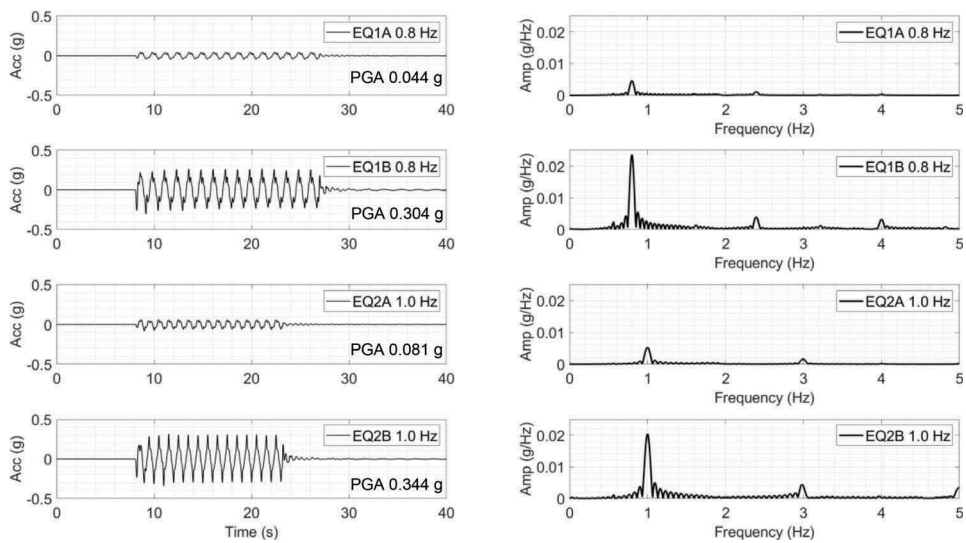 0.5
EQ1A 0.8 Hz
Acc (g)
0
PGA 0.044 g
-0.5
0 10 20 30 40
0.02
EQ1A 0.8 Hz
Amp (g/Hz)
0.01
0
0 1 2 3 4 5
Frequency (Hz)
0.5
EQ1B 0.8 Hz
Acc (g)
0
PGA 0.304 g
-0.5
0 10 20 30 40
0.02
EQ1B 0.8 Hz
Amp (g/Hz)
0.01
0
0 1 2 3 4 5
Frequency (Hz)
0.5
EQ2A 1.0 Hz
Acc (g)
0
PGA 0.081 g
-0.5
0 10 20 30 40
0.02
EQ2A 1.0 Hz
Amp (g/Hz)
0.01
0
0 1 2 3 4 5
Frequency (Hz)
0.5
EQ2B 1.0 Hz
Acc (g)
0
PGA 0.344 g
-0.5
0 10 20 30 40
Time (s)
0.02
EQ2B 1.0 Hz
Amp (g/Hz)
0.01
0
0 1 2 3 4 5
Frequency (Hz)